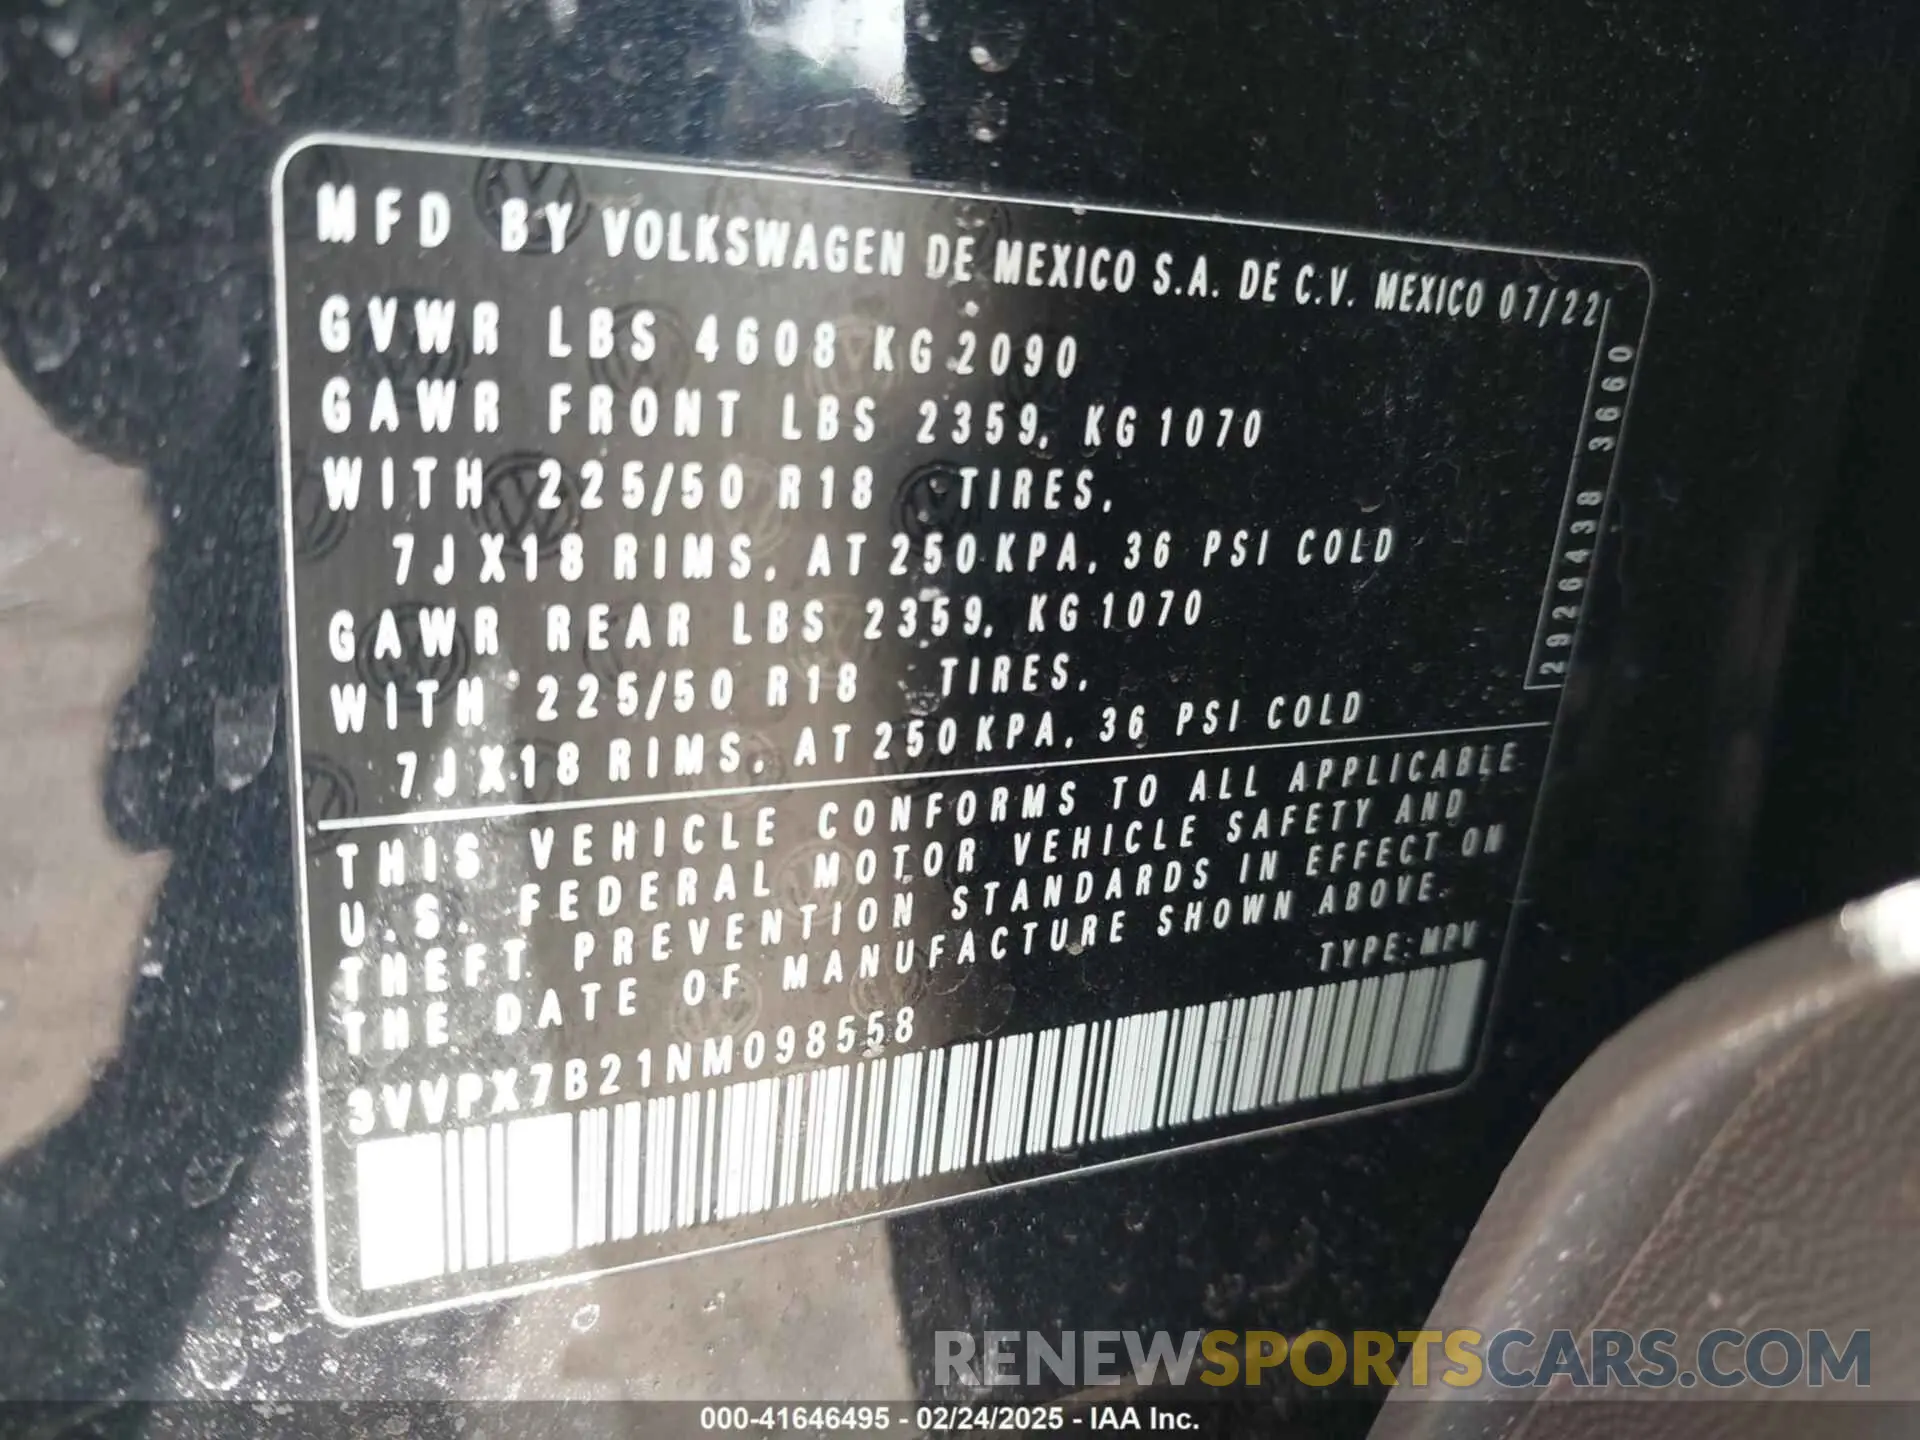 MFD BY VOLKSWAGEN DE MEXICO S.A. DE C.V. MEXICO 07/22
GVWR LBS 4608 KG 2090
GAWR FRONT LBS 2359, KG 1070
WITH 225/50 R18 TIRES,
7JX18 RIMS, AT 250 KPA, 36 PSI COLD
GAWR REAR LBS 2359, KG 1070
WITH 225/50 R18 TIRES,
7JX18 RIMS, AT 250 KPA, 36 PSI COLD
2926438 3660
THIS VEHICLE CONFORMS TO ALL APPLICABLE
U.S. FEDERAL MOTOR VEHICLE SAFETY AND
THEFT PREVENTION STANDARDS IN EFFECT ON
THE DATE OF MANUFACTURE SHOWN ABOVE.
TYPE: MPV
3VVPX7B21NM098558
RENEWSPORTSCARS.COM
000-41646495 - 02/24/2025 - IAA Inc.